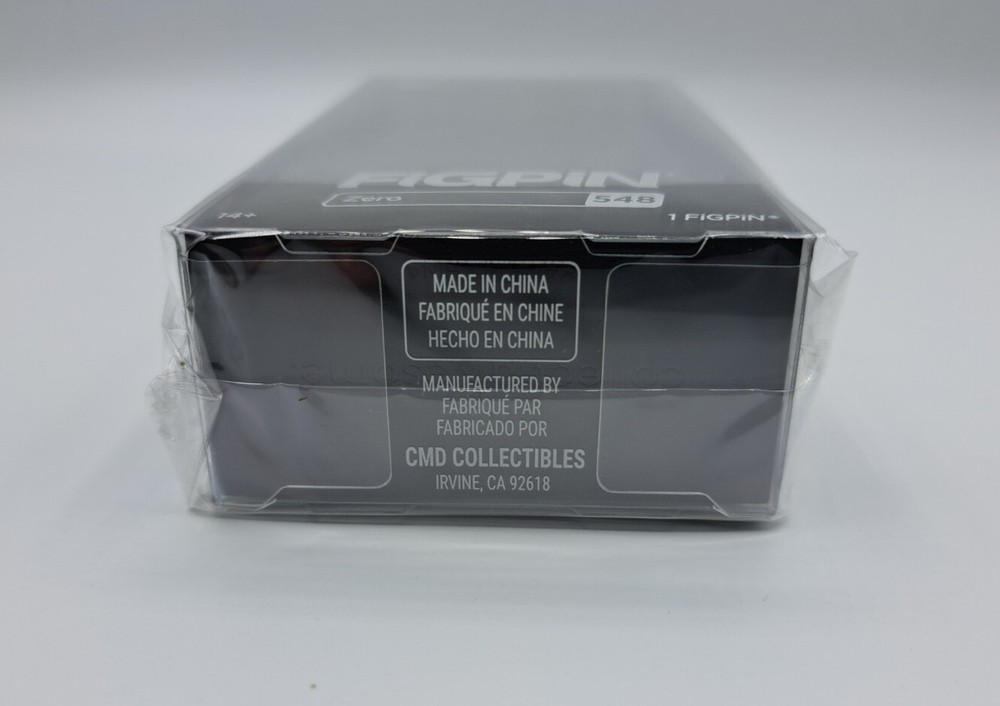 FiGPiN
Zero 548
14+ 1 FiGPiN®
MADE IN CHINA
FABRIQUÉ EN CHINE
HECHO EN CHINA
MANUFACTURED BY
FABRIQUÉ PAR
FABRICADO POR
CMD COLLECTIBLES
IRVINE, CA 92618